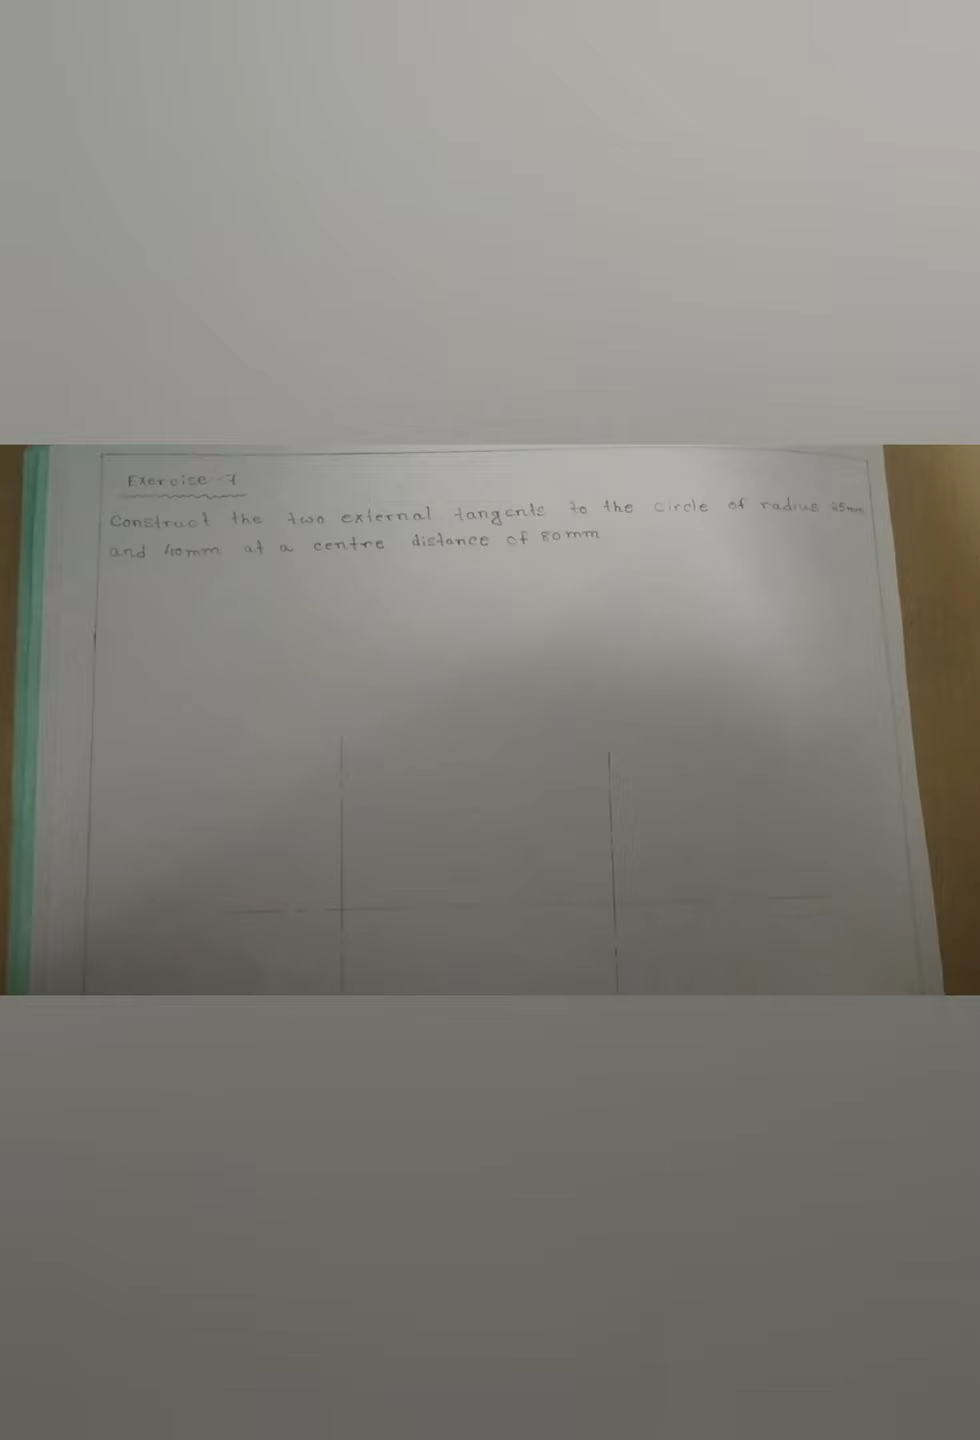 Exercise - 7
Construct the two external tangents to the circle of radius 25mm
and 40mm at a centre distance of 80mm